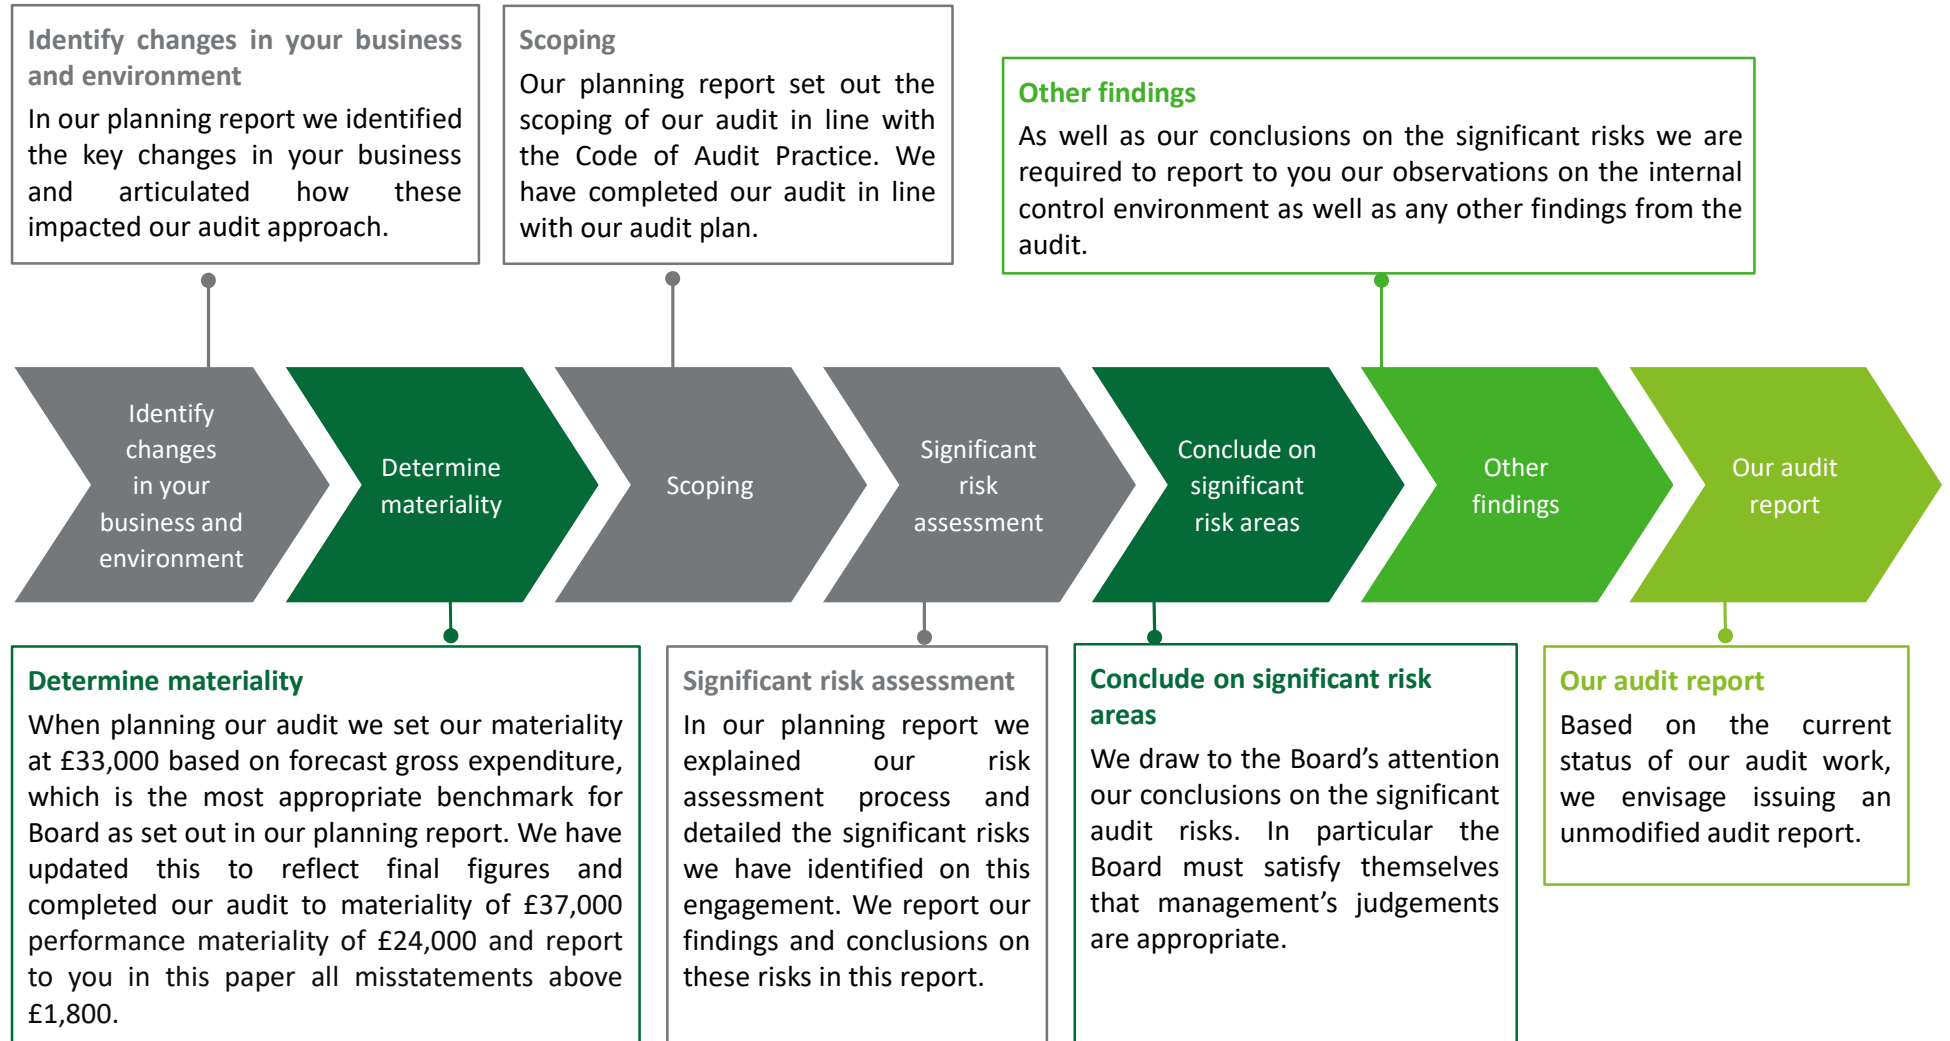 Identify changes in your business
and environment
In our planning report we identified
the key changes in your business
and articulated how these
impacted our audit approach.
Scoping
Our planning report set out the
scoping of our audit in line with
the Code of Audit Practice. We
have completed our audit in line
with our audit plan.
Other findings
As well as our conclusions on the significant risks we are
required to report to you our observations on the internal
control environment as well as any other findings from the
audit.
Identify
changes
in your
business and
environment
Determine
materiality
Scoping
Significant
risk
assessment
Conclude on
significant
risk areas
Other
findings
Our audit
report
Determine materiality
When planning our audit we set our materiality
at £33,000 based on forecast gross expenditure,
which is the most appropriate benchmark for
Board as set out in our planning report. We have
updated this to reflect final figures and
completed our audit to materiality of £37,000
performance materiality of £24,000 and report
to you in this paper all misstatements above
£1,800.
Significant risk assessment
In our planning report we
explained our risk
assessment process and
detailed the significant risks
we have identified on this
engagement. We report our
findings and conclusions on
these risks in this report.
Conclude on significant risk
areas
We draw to the Board’s attention
our conclusions on the significant
audit risks. In particular the
Board must satisfy themselves
that management’s judgements
are appropriate.
Our audit report
Based on the current
status of our audit work,
we envisage issuing an
unmodified audit report.